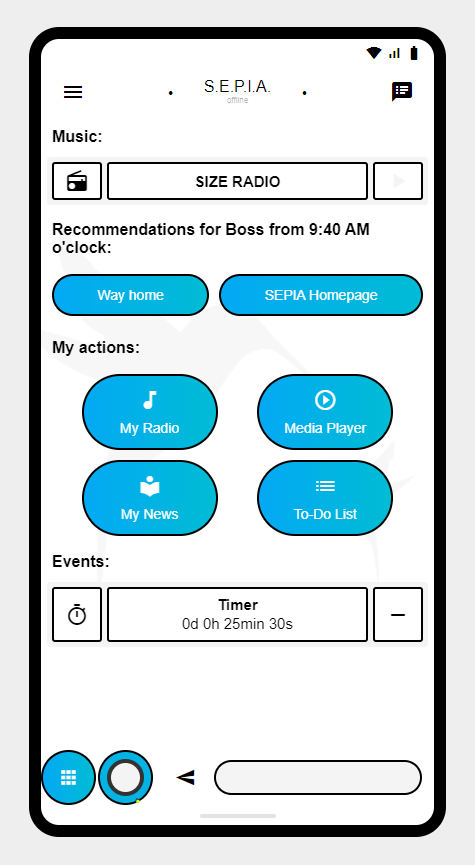 S.E.P.I.A.
offline
Music:
SIZE RADIO
Recommendations for Boss from 9:40 AM
o'clock:
Way home
SEPIA Homepage
My actions:
My Radio
Media Player
My News
To-Do List
Events:
Timer
0d 0h 25min 30s